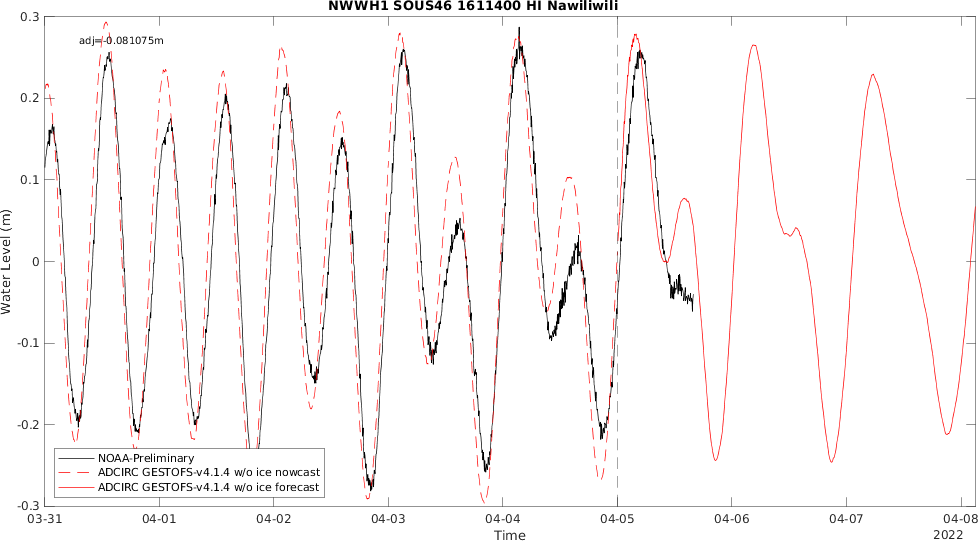 NWWH1 SOUS46 1611400 HI Nawiliwili
adj=-0.081075m
0.3
0.2
0.1
0
-0.1
-0.2
-0.3
Water Level (m)
NOAA-Preliminary
ADCIRC GESTOFS-v4.1.4 w/o ice nowcast
ADCIRC GESTOFS-v4.1.4 w/o ice forecast
03-31 04-01 04-02 04-03 04-04 04-05 04-06 04-07 04-08
Time
2022